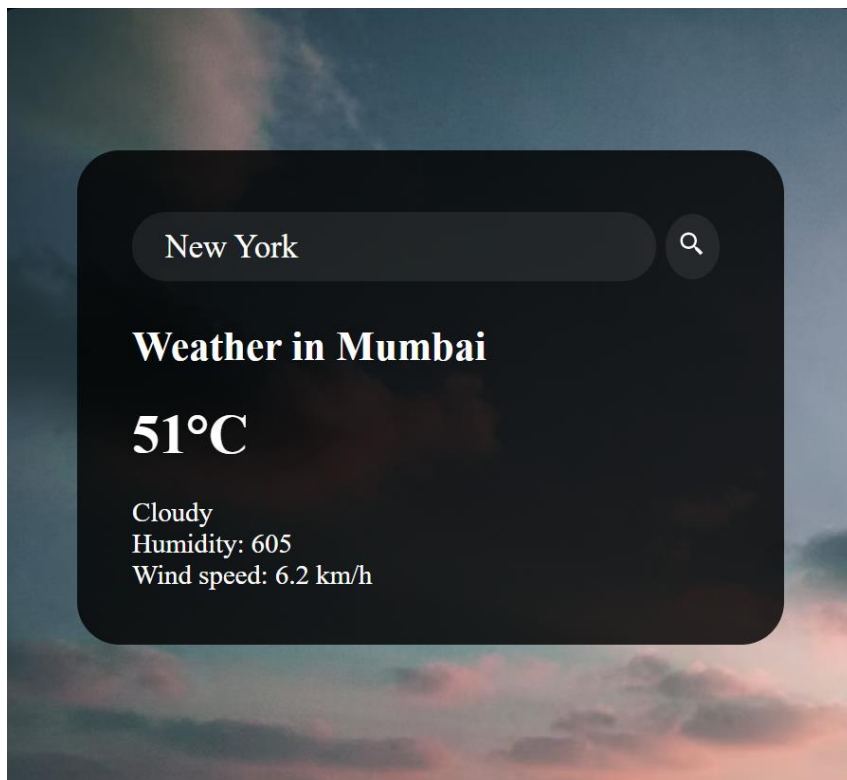 New York
Weather in Mumbai
51°C
Cloudy
Humidity: 605
Wind speed: 6.2 km/h